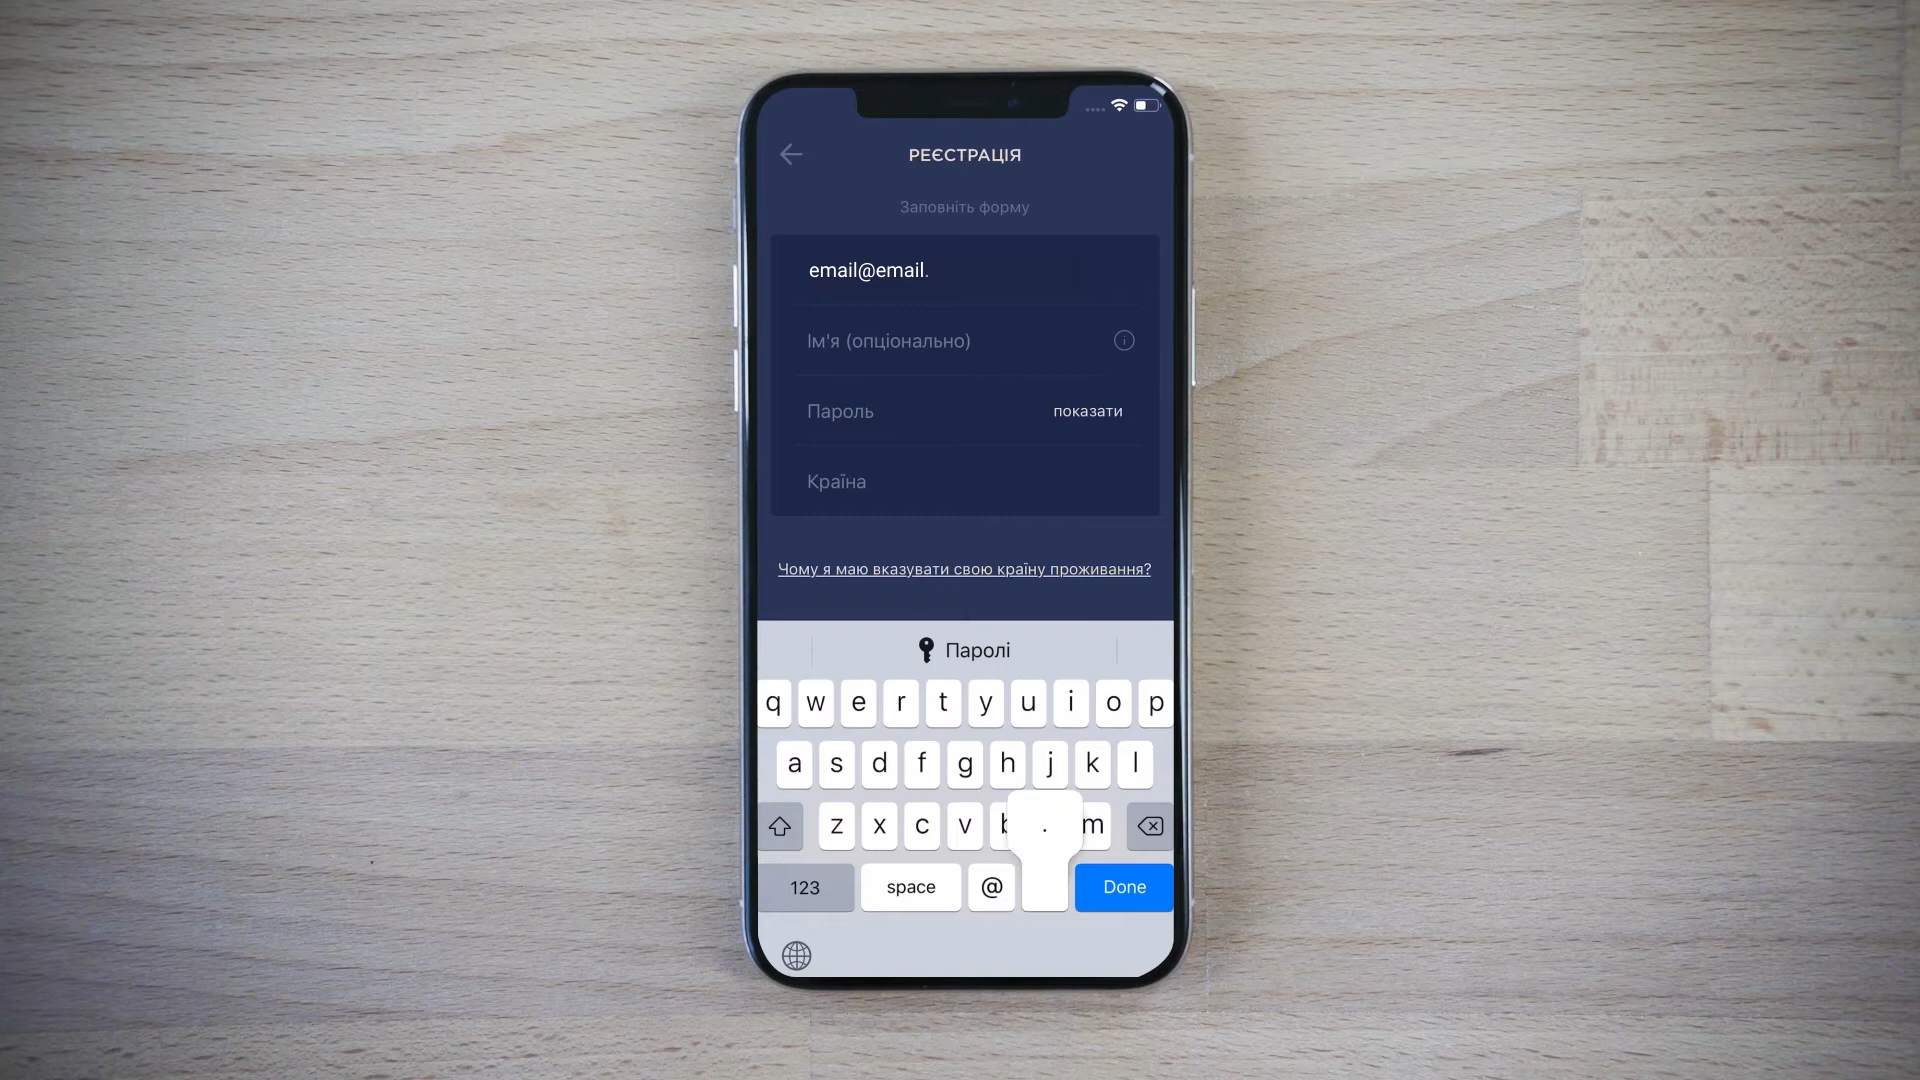 РЕЄСТРАЦІЯ
Заповніть форму
email@email.
Ім'я (опціонально)
Пароль
показати
Країна
Чому я маю вказувати свою країну проживання?
Паролі
q w e r t y u i o p
a s d f g h j k l
z x c v b . m
123 space @ Done